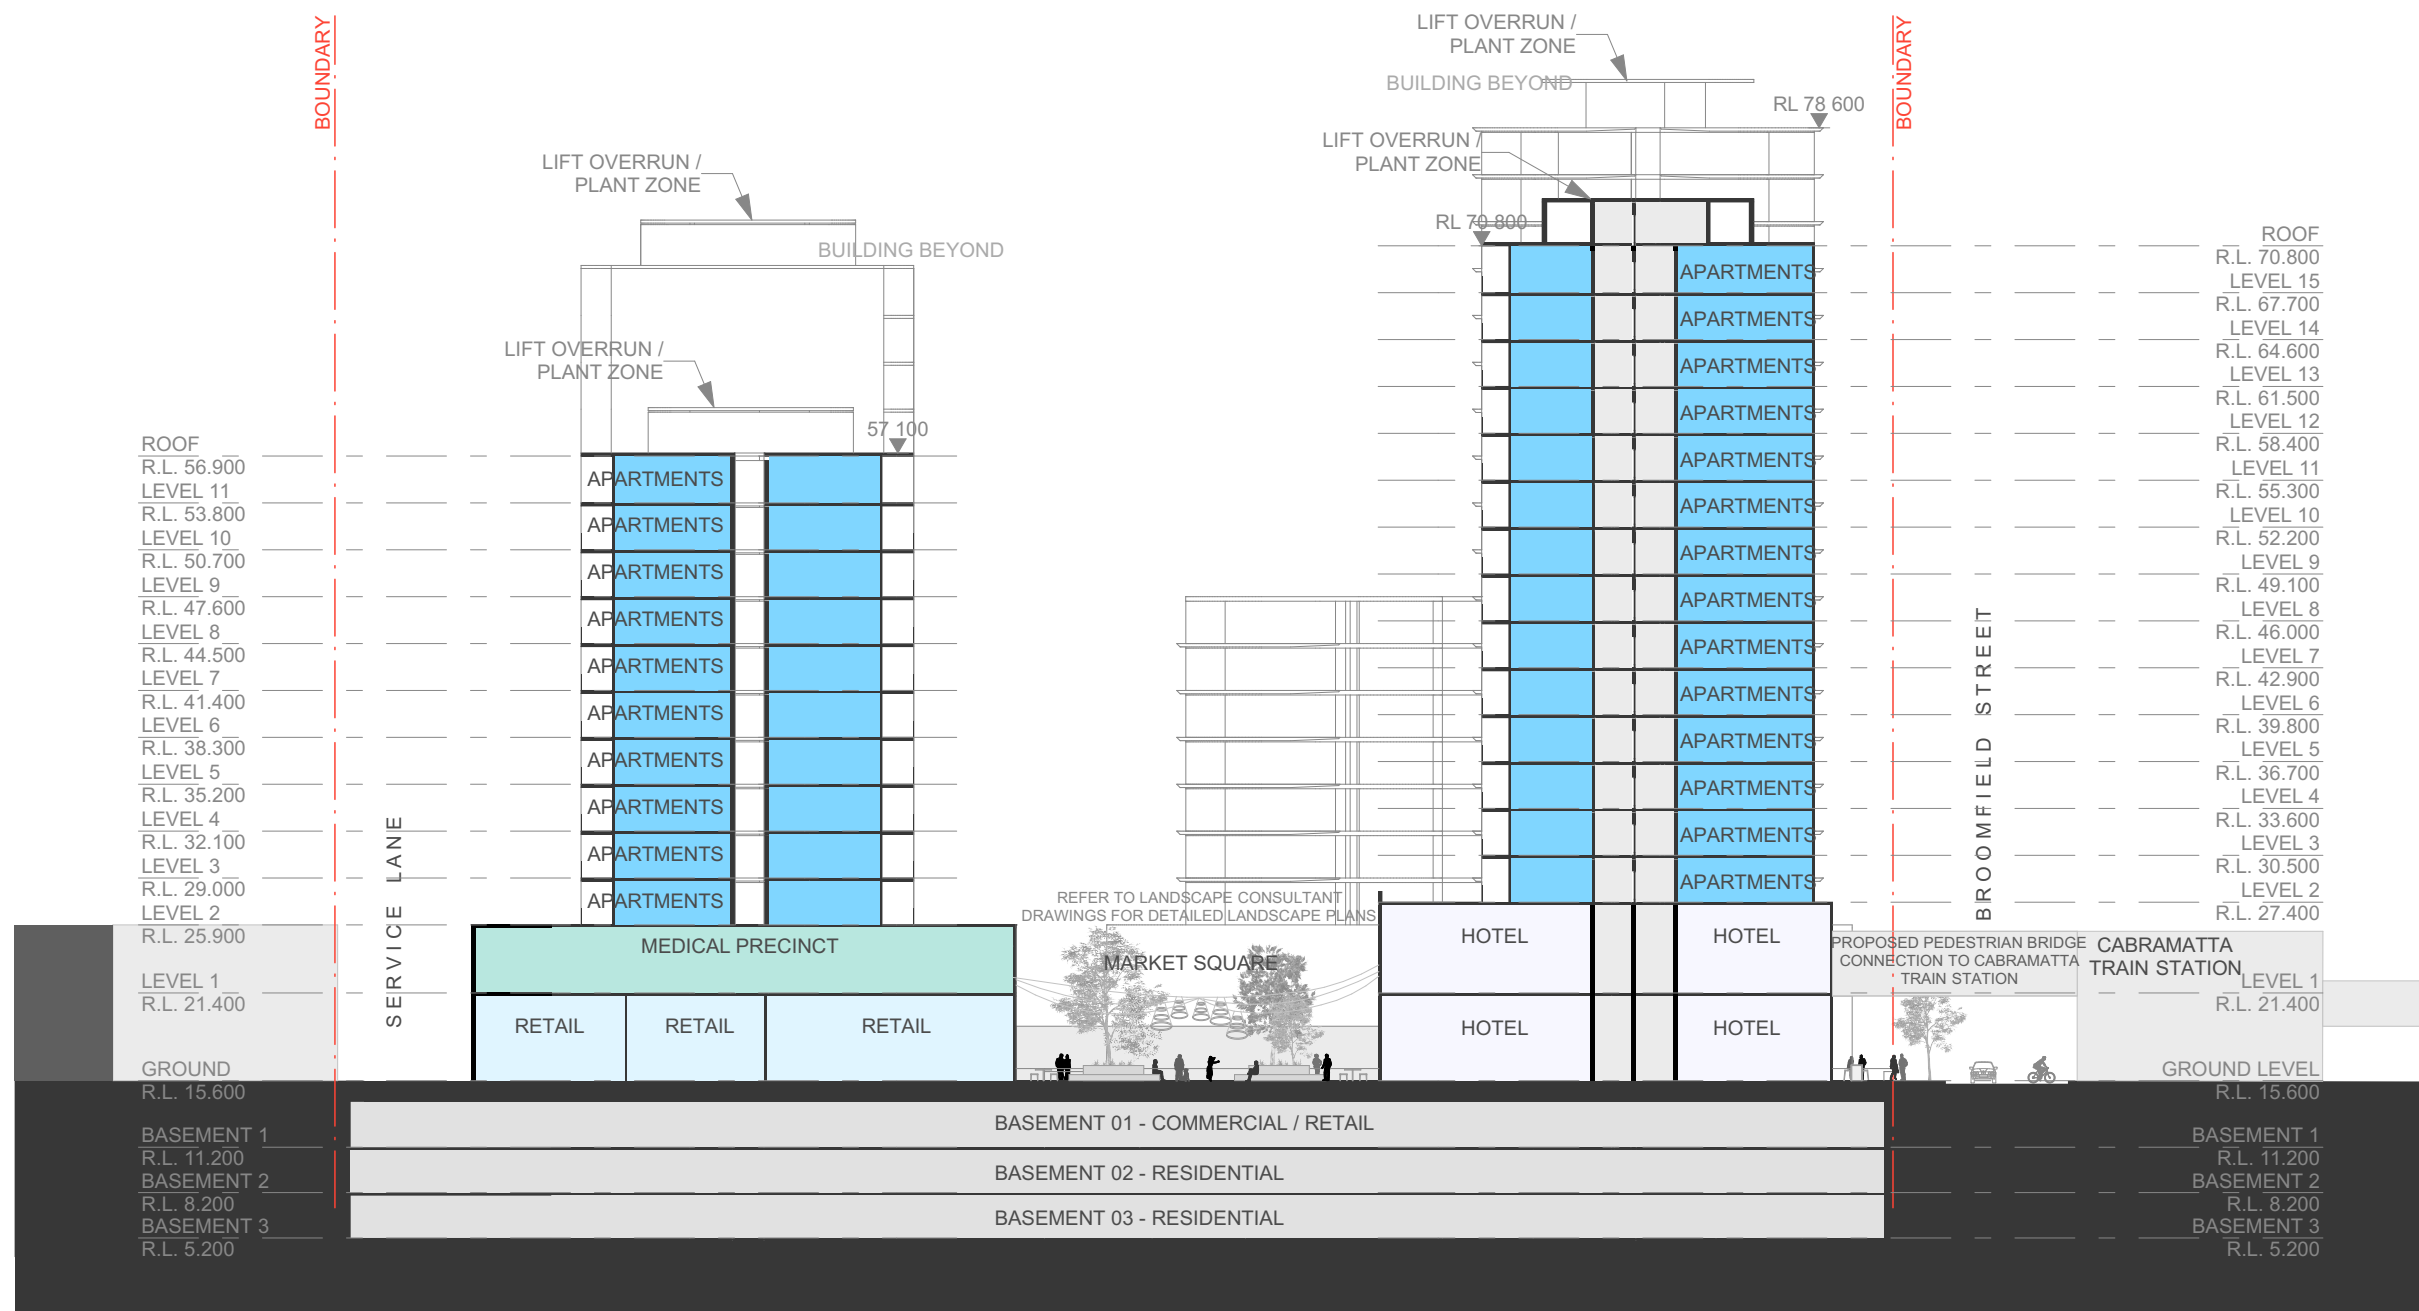 BOUNDARY
LIFT OVERRUN /
PLANT ZONE
BUILDING BEYOND
RL 78 600
BOUNDARY
LIFT OVERRUN /
PLANT ZONE
RL 70 800
LIFT OVERRUN /
PLANT ZONE
BUILDING BEYOND
LIFT OVERRUN /
PLANT ZONE
57 100
ROOF
R.L. 56.900
LEVEL 11
R.L. 53.800
LEVEL 10
R.L. 50.700
LEVEL 9
R.L. 47.600
LEVEL 8
R.L. 44.500
LEVEL 7
R.L. 41.400
LEVEL 6
R.L. 38.300
LEVEL 5
R.L. 35.200
LEVEL 4
R.L. 32.100
LEVEL 3
R.L. 29.000
LEVEL 2
R.L. 25.900
LEVEL 1
R.L. 21.400
GROUND
R.L. 15.600
BASEMENT 1
R.L. 11.200
BASEMENT 2
R.L. 8.200
BASEMENT 3
R.L. 5.200
SERVICE LANE
APARTMENTS
APARTMENTS
APARTMENTS
APARTMENTS
APARTMENTS
APARTMENTS
APARTMENTS
APARTMENTS
APARTMENTS
APARTMENTS
MEDICAL PRECINCT
RETAIL
RETAIL
RETAIL
REFER TO LANDSCAPE CONSULTANT
DRAWINGS FOR DETAILED LANDSCAPE PLANS
MARKET SQUARE
APARTMENTS
APARTMENTS
APARTMENTS
APARTMENTS
APARTMENTS
APARTMENTS
APARTMENTS
APARTMENTS
APARTMENTS
APARTMENTS
APARTMENTS
APARTMENTS
APARTMENTS
APARTMENTS
HOTEL
HOTEL
HOTEL
HOTEL
PROPOSED PEDESTRIAN BRIDGE
CONNECTION TO CABRAMATTA
TRAIN STATION
CABRAMATTA
TRAIN STATION
BROOMFIELD STREET
ROOF
R.L. 70.800
LEVEL 15
R.L. 67.700
LEVEL 14
R.L. 64.600
LEVEL 13
R.L. 61.500
LEVEL 12
R.L. 58.400
LEVEL 11
R.L. 55.300
LEVEL 10
R.L. 52.200
LEVEL 9
R.L. 49.100
LEVEL 8
R.L. 46.000
LEVEL 7
R.L. 42.900
LEVEL 6
R.L. 39.800
LEVEL 5
R.L. 36.700
LEVEL 4
R.L. 33.600
LEVEL 3
R.L. 30.500
LEVEL 2
R.L. 27.400
LEVEL 1
R.L. 21.400
GROUND LEVEL
R.L. 15.600
BASEMENT 1
R.L. 11.200
BASEMENT 2
R.L. 8.200
BASEMENT 3
R.L. 5.200
BASEMENT 01 - COMMERCIAL / RETAIL
BASEMENT 02 - RESIDENTIAL
BASEMENT 03 - RESIDENTIAL